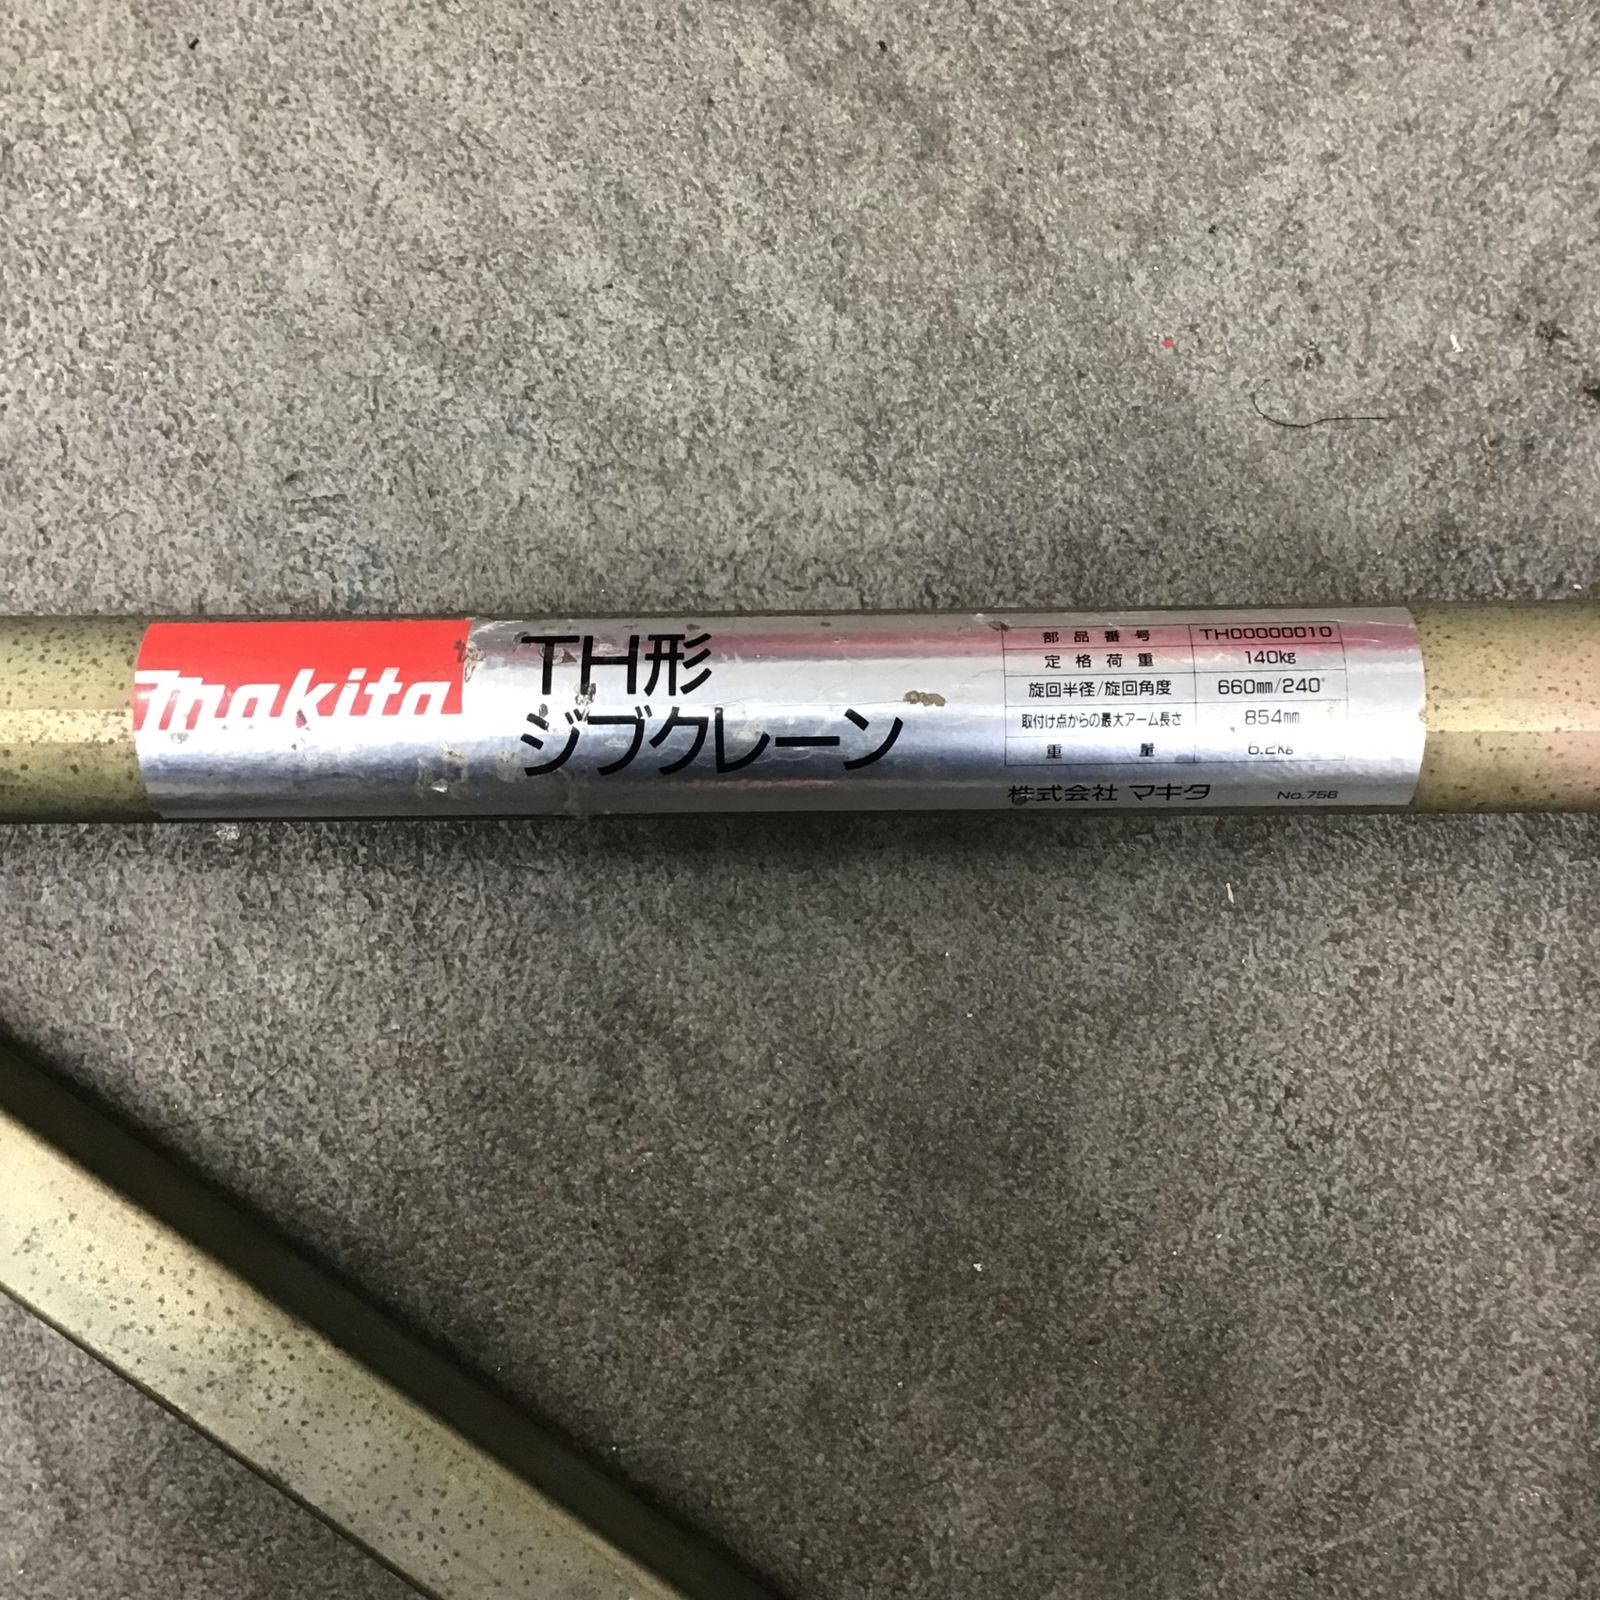 makita
TH形
ジブクレーン
部品番号 TH00000010
定格荷重 140kg
旋回半径/旋回角度 660mm/240°
取付け点からの最大アーム長さ 854mm
重量 6.2kg
株式会社 マキタ No.75B